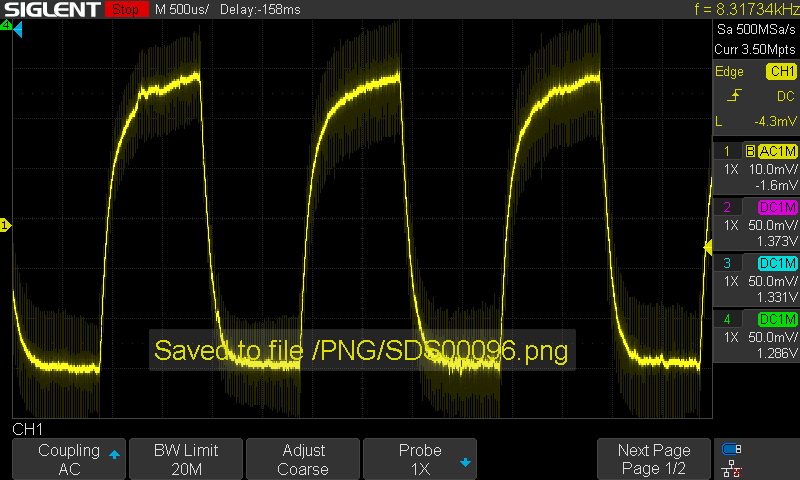 SIGLENT Stop M 500us/ Delay:-158ms f = 8.31734kHz
Sa 500MSa/s
Curr 3.50Mpts
Edge CH1
DC
L -4.3mV
1 B AC1M
1X 10.0mV/
-1.6mV
2 DC1M
1X 50.0mV/
1.373V
3 DC1M
1X 50.0mV/
1.331V
4 DC1M
1X 50.0mV/
1.286V
4
1
Saved to file /PNG/SDS00096.png
CH1
Coupling
AC
BW Limit
20M
Adjust
Coarse
Probe
1X
Next Page
Page 1/2